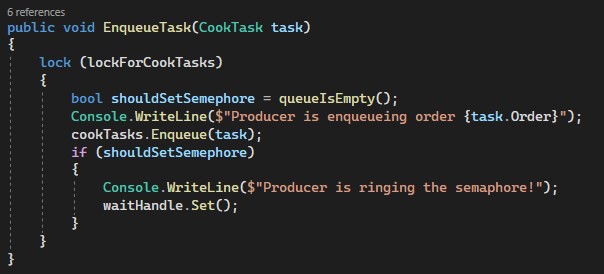 6 references
public void EnqueueTask(CookTask task)
{
    lock (lockForCookTasks)
    {
        bool shouldSetSemephore = queueIsEmpty();
        Console.WriteLine($"Producer is enqueueing order {task.Order}");
        cookTasks.Enqueue(task);
        if (shouldSetSemephore)
        {
            Console.WriteLine($"Producer is ringing the semaphore!");
            waitHandle.Set();
        }
    }
}